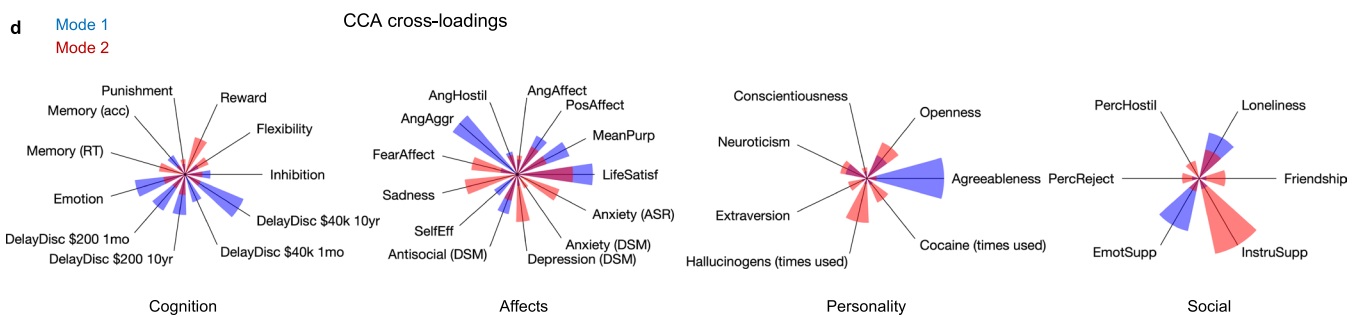 d
Mode 1
Mode 2
CCA cross-loadings
Punishment
Reward
Memory (acc)
Flexibility
Memory (RT)
Inhibition
Emotion
DelayDisc $40k 10yr
DelayDisc $200 1mo
DelayDisc $40k 1mo
DelayDisc $200 10yr
Cognition
AngHostil
AngAffect
PosAffect
AngAggr
MeanPurp
FearAffect
LifeSatisf
Sadness
Anxiety (ASR)
SelfEff
Anxiety (DSM)
Antisocial (DSM)
Depression (DSM)
Affects
Conscientiousness
Openness
Neuroticism
Agreeableness
Extraversion
Cocaine (times used)
Hallucinogens (times used)
Personality
PercHostil
Loneliness
PercReject
Friendship
EmotSupp
InstruSupp
Social